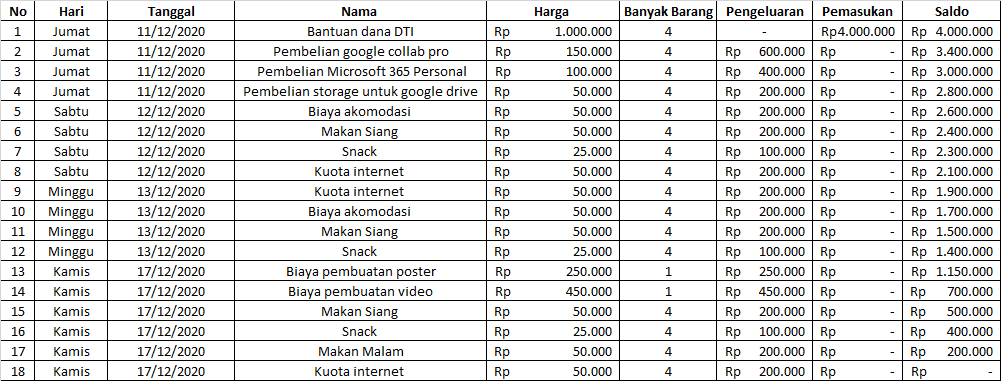 No Hari Tanggal Nama Harga Banyak Barang Pengeluaran Pemasukan Saldo
1 Jumat 11/12/2020 Bantuan dana DTI Rp 1.000.000 4 - Rp4.000.000 Rp 4.000.000
2 Jumat 11/12/2020 Pembelian google collab pro Rp 150.000 4 Rp 600.000 Rp - Rp 3.400.000
3 Jumat 11/12/2020 Pembelian Microsoft 365 Personal Rp 100.000 4 Rp 400.000 Rp - Rp 3.000.000
4 Jumat 11/12/2020 Pembelian storage untuk google drive Rp 50.000 4 Rp 200.000 Rp - Rp 2.800.000
5 Sabtu 12/12/2020 Biaya akomodasi Rp 50.000 4 Rp 200.000 Rp - Rp 2.600.000
6 Sabtu 12/12/2020 Makan Siang Rp 50.000 4 Rp 200.000 Rp - Rp 2.400.000
7 Sabtu 12/12/2020 Snack Rp 25.000 4 Rp 100.000 Rp - Rp 2.300.000
8 Sabtu 12/12/2020 Kuota internet Rp 50.000 4 Rp 200.000 Rp - Rp 2.100.000
9 Minggu 13/12/2020 Kuota internet Rp 50.000 4 Rp 200.000 Rp - Rp 1.900.000
10 Minggu 13/12/2020 Biaya akomodasi Rp 50.000 4 Rp 200.000 Rp - Rp 1.700.000
11 Minggu 13/12/2020 Makan Siang Rp 50.000 4 Rp 200.000 Rp - Rp 1.500.000
12 Minggu 13/12/2020 Snack Rp 25.000 4 Rp 100.000 Rp - Rp 1.400.000
13 Kamis 17/12/2020 Biaya pembuatan poster Rp 250.000 1 Rp 250.000 Rp - Rp 1.150.000
14 Kamis 17/12/2020 Biaya pembuatan video Rp 450.000 1 Rp 450.000 Rp - Rp 700.000
15 Kamis 17/12/2020 Makan Siang Rp 50.000 4 Rp 200.000 Rp - Rp 500.000
16 Kamis 17/12/2020 Snack Rp 25.000 4 Rp 100.000 Rp - Rp 400.000
17 Kamis 17/12/2020 Makan Malam Rp 50.000 4 Rp 200.000 Rp - Rp 200.000
18 Kamis 17/12/2020 Kuota internet Rp 50.000 4 Rp 200.000 Rp - Rp -